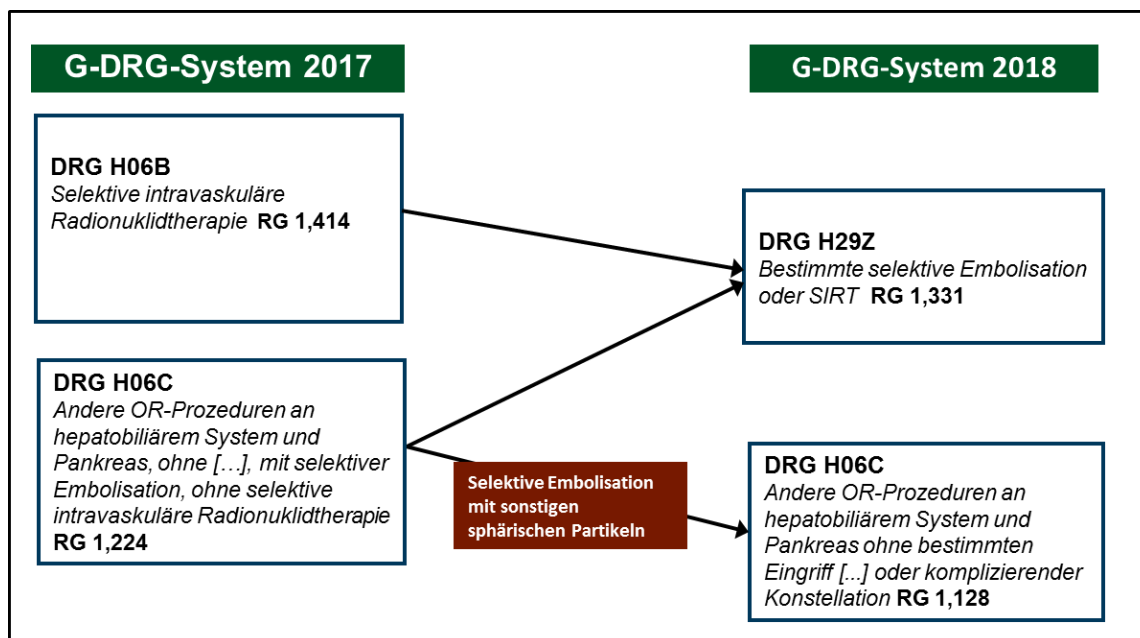 G-DRG-System 2017
G-DRG-System 2018
DRG H06B
Selektive intravaskuläre
Radionuklidtherapie RG 1,414
DRG H29Z
Bestimmte selektive Embolisation
oder SIRT RG 1,331
DRG H06C
Andere OR-Prozeduren an
hepatobiliärem System und
Pankreas, ohne […], mit selektiver
Embolisation, ohne selektive
intravaskuläre Radionuklidtherapie
RG 1,224
Selektive Embolisation
mit sonstigen
sphärischen Partikeln
DRG H06C
Andere OR-Prozeduren an
hepatobiliärem System und
Pankreas ohne bestimmten
Eingriff [...] oder komplizierender
Konstellation RG 1,128